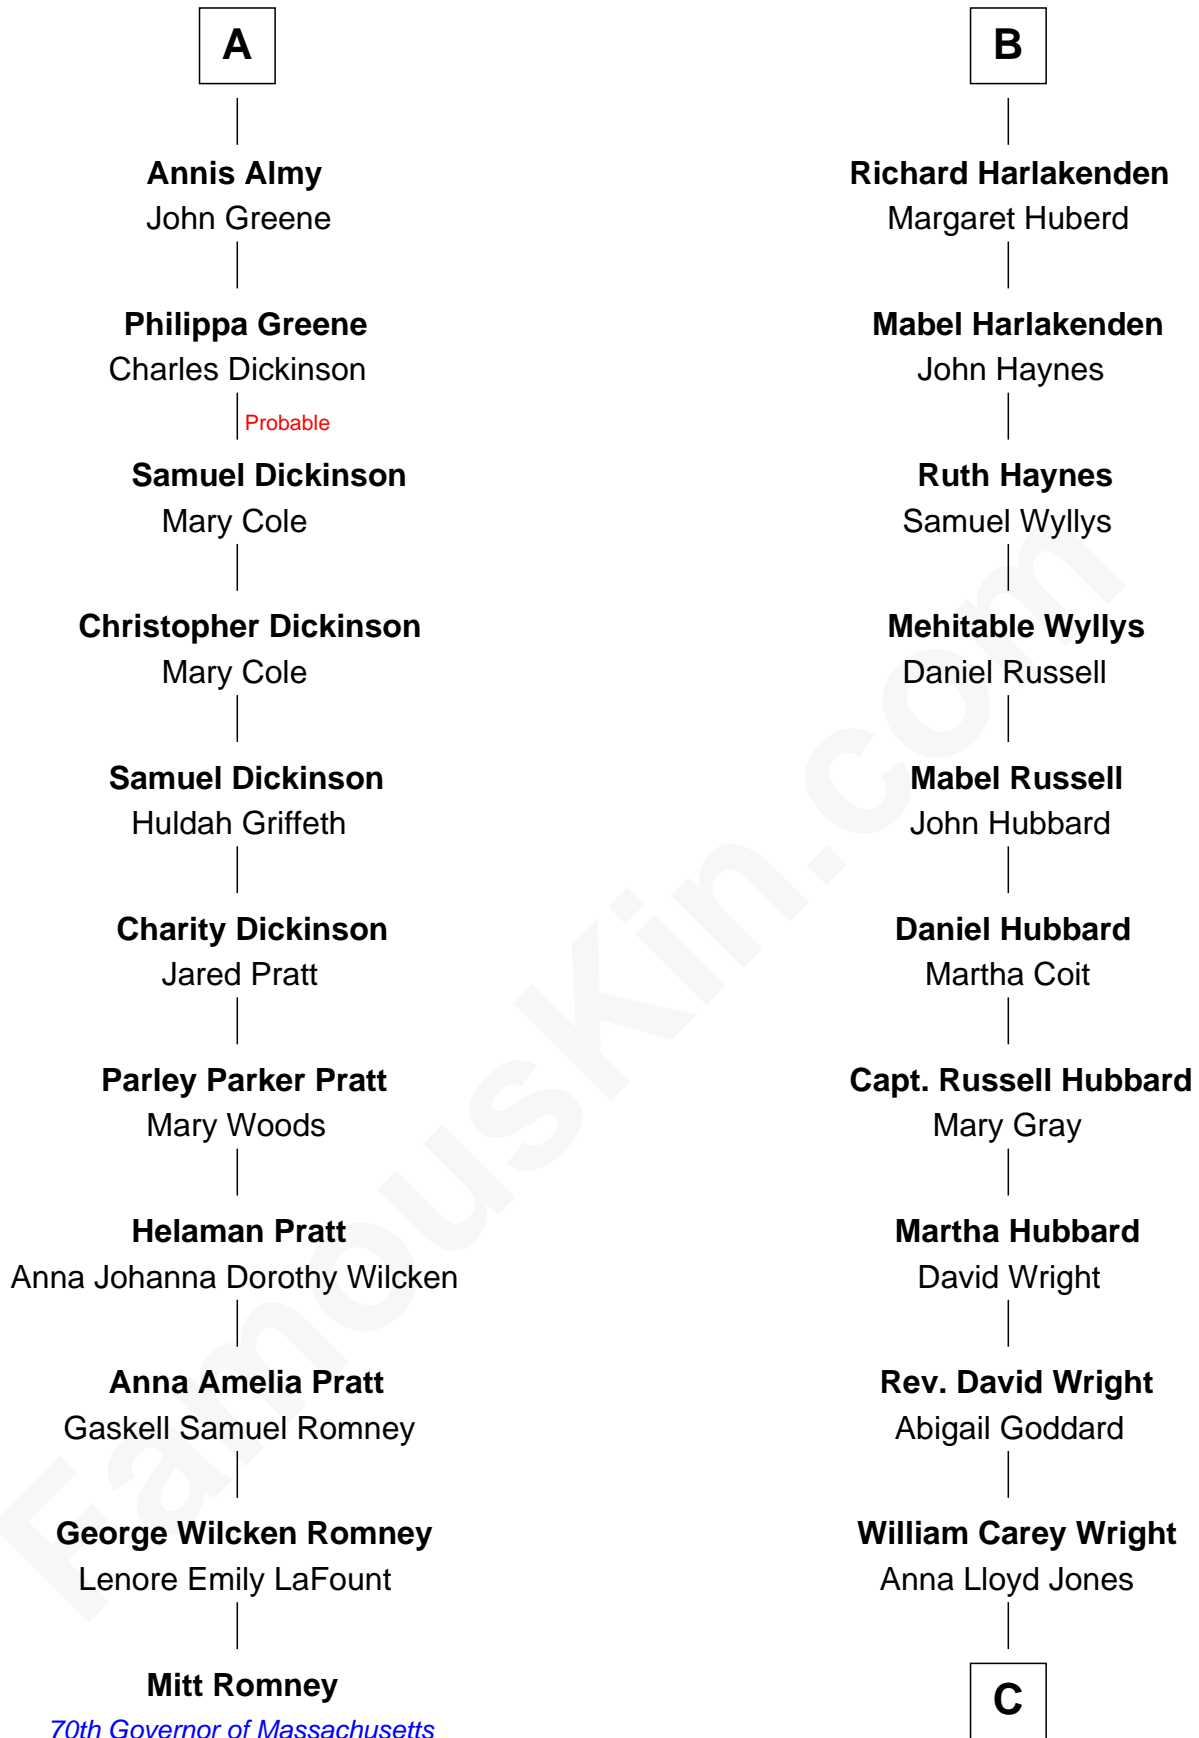 A
Annis Almy
John Greene
Philippa Greene
Charles Dickinson
Probable
Samuel Dickinson
Mary Cole
Christopher Dickinson
Mary Cole
Samuel Dickinson
Huldah Griffeth
Charity Dickinson
Jared Pratt
Parley Parker Pratt
Mary Woods
Helaman Pratt
Anna Johanna Dorothy Wilcken
Anna Amelia Pratt
Gaskell Samuel Romney
George Wilcken Romney
Lenore Emily LaFount
Mitt Romney
70th Governor of Massachusetts
B
Richard Harlakenden
Margaret Huberd
Mabel Harlakenden
John Haynes
Ruth Haynes
Samuel Wyllys
Mehitable Wyllys
Daniel Russell
Mabel Russell
John Hubbard
Daniel Hubbard
Martha Coit
Capt. Russell Hubbard
Mary Gray
Martha Hubbard
David Wright
Rev. David Wright
Abigail Goddard
William Carey Wright
Anna Lloyd Jones
C
FamousKin.com